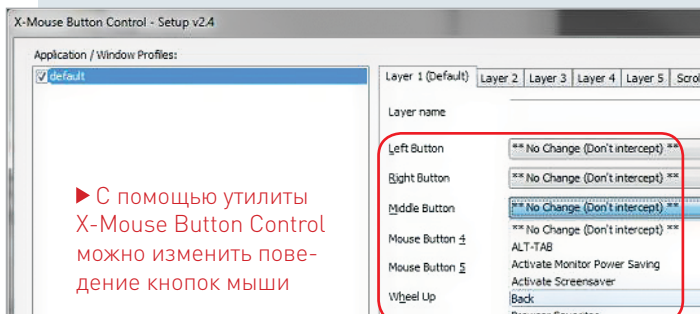 X-Mouse Button Control - Setup v2.4
Application / Window Profiles:
default
Layer 1 (Default) Layer 2 Layer 3 Layer 4 Layer 5
Layer name
Left Button ** No Change (Don't intercept) **
Right Button ** No Change (Don't intercept) **
Middle Button ** No Change (Don't intercept) **
** No Change (Don't intercept) **
Mouse Button 4
ALT-TAB
Mouse Button 5
Activate Monitor Power Saving
Activate Screensaver
Wheel Up
Back
▶ С помощью утилиты
X-Mouse Button Control
можно изменить пове-
дение кнопок мыши